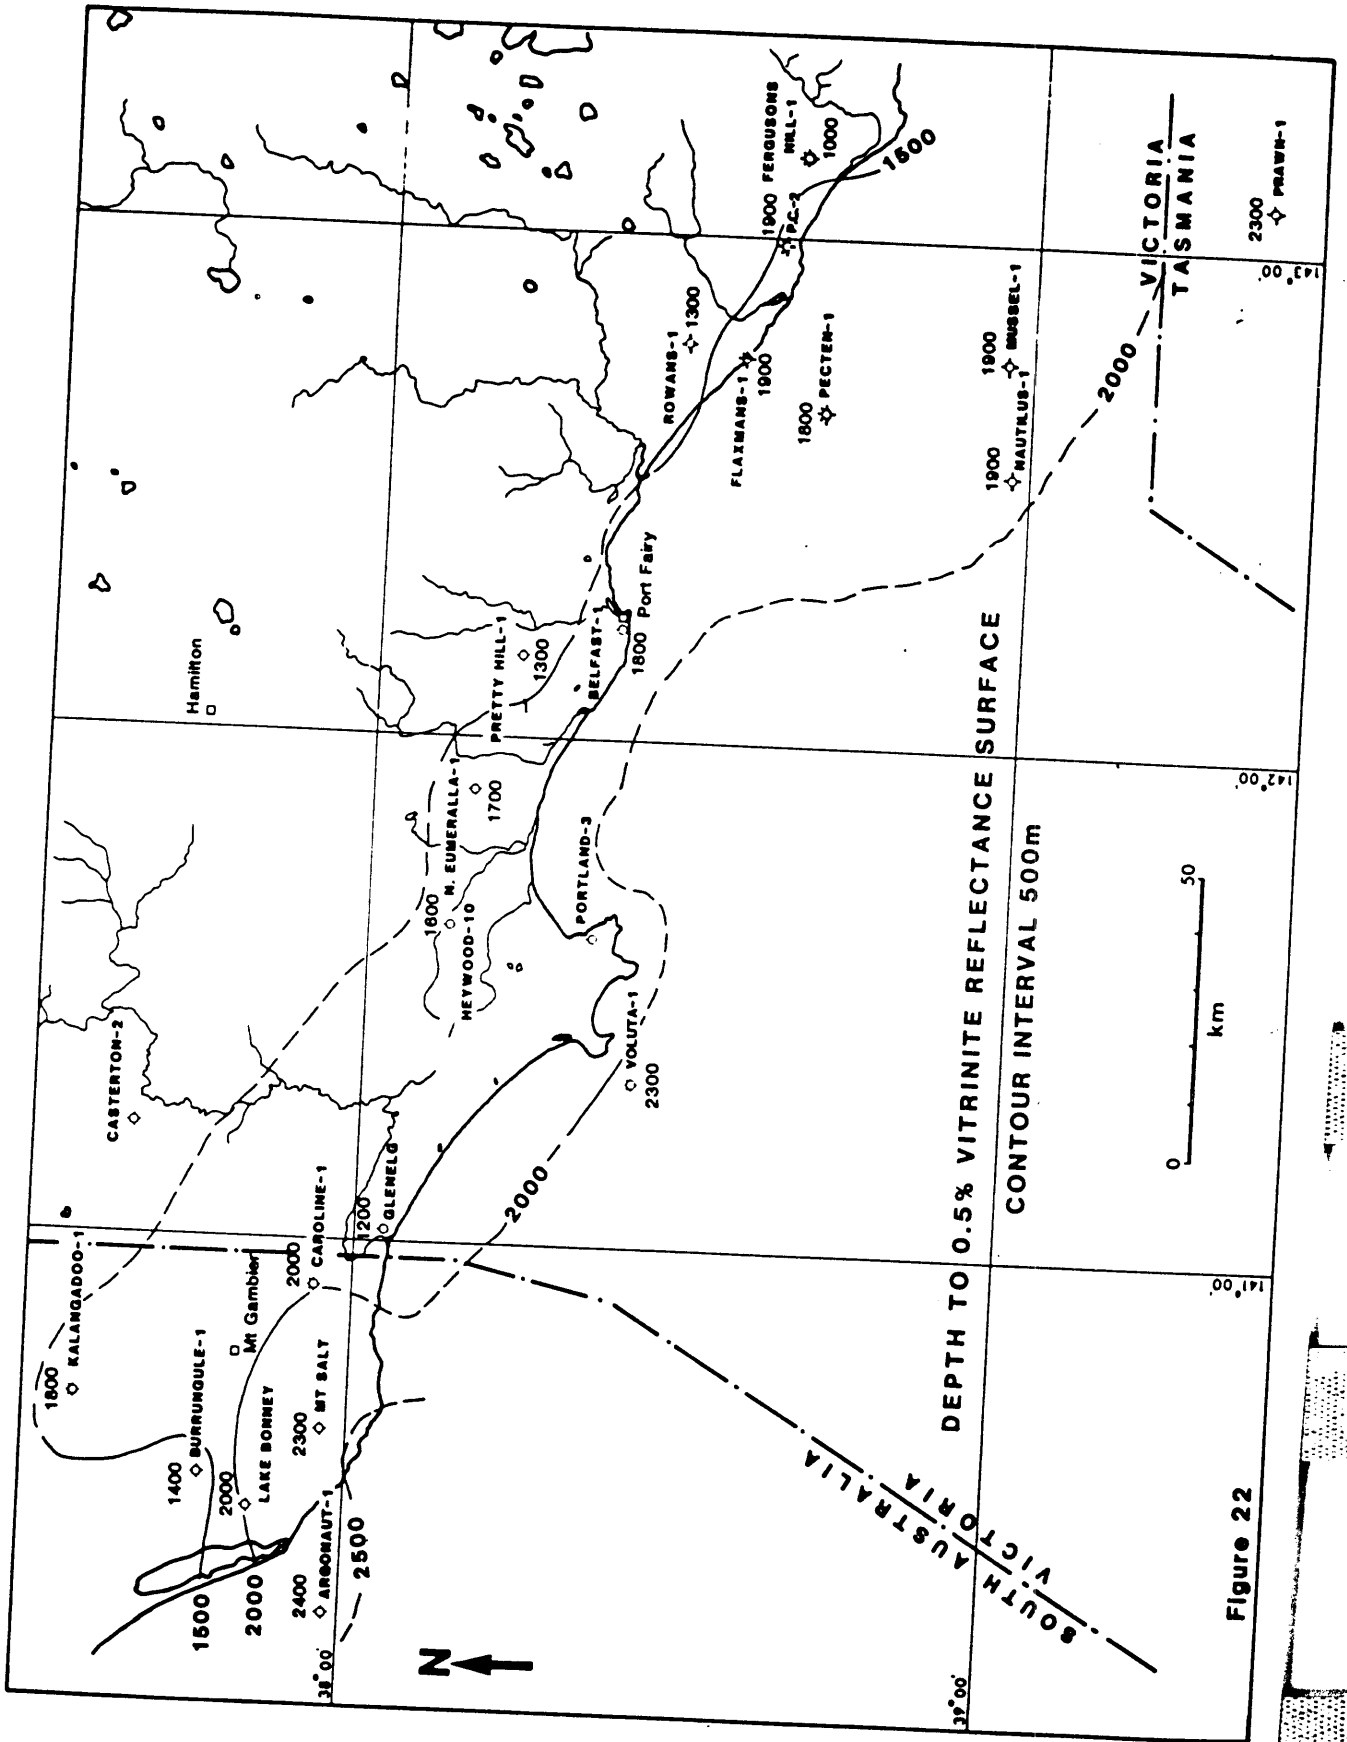 1800
KALANGADOO-1
1400
BURRUNGULE-1
Mt Gambier
2000
LAKE BONNEY
1500
2000
2400
ARGONAUT-1
2300
MT SALT
2500
2000
CAROLINE-1
1200
GLENELG
CASTERTON-2
Hamilton
1600
N. EUMERALLA-1
HEYWOOD-10
1700
PRETTY HILL-1
1300
BELFAST-1
1800
Port Fairy
PORTLAND-3
VOLUTA-1
2300
2000
ROWANS-1
1300
FLAXMANS-1
1900
1800
PECTEN-1
1900
P.C.-2
FERGUSONS
HILL-1
1000
1500
1900
NAUTILUS-1
1900
MUSSEL-1
2000
VICTORIA
TASMANIA
2300
PRAWN-1
N
38°00'
39°00'
141°00'
142°00'
143°00'
SOUTH AUSTRALIA
VICTORIA
DEPTH TO 0.5% VITRINITE REFLECTANCE SURFACE
CONTOUR INTERVAL 500m
0
50
km
Figure 22